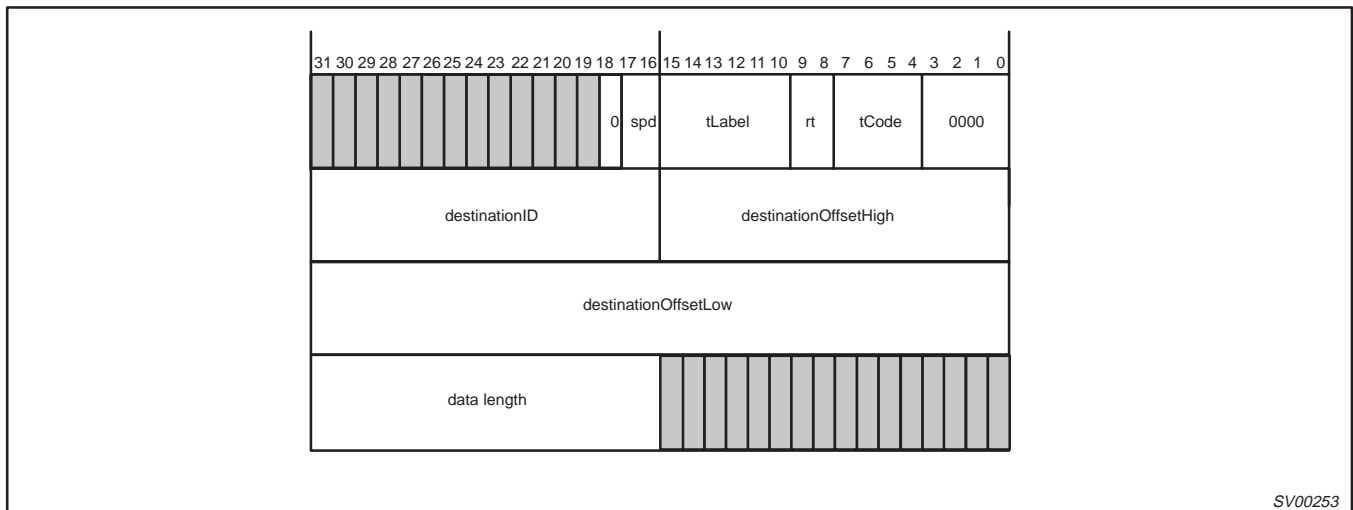 31 30 29 28 27 26 25 24 23 22 21 20 19 18 17 16 15 14 13 12 11 10 9 8 7 6 5 4 3 2 1 0
0 spd tLabel rt tCode 0000
destinationID destinationOffsetHigh
destinationOffsetLow
data length
SV00253